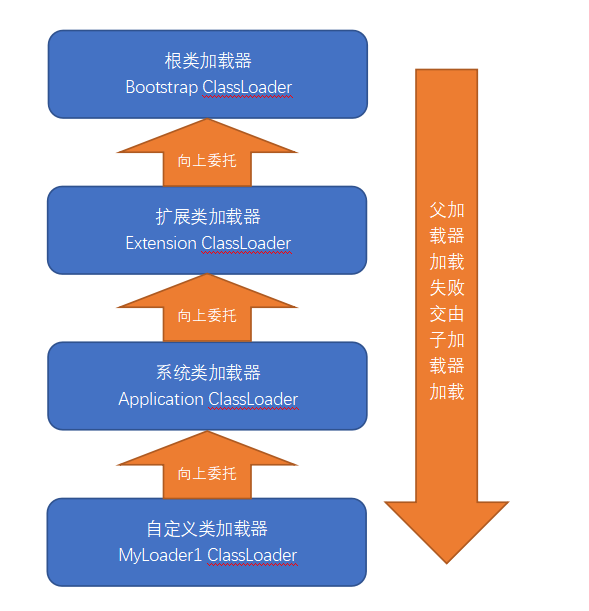 根类加载器
Bootstrap ClassLoader
向上委托
扩展类加载器
Extension ClassLoader
向上委托
系统类加载器
Application ClassLoader
向上委托
自定义类加载器
MyLoader1 ClassLoader
父加
载器
加载
失败
交由
子加
载器
加载